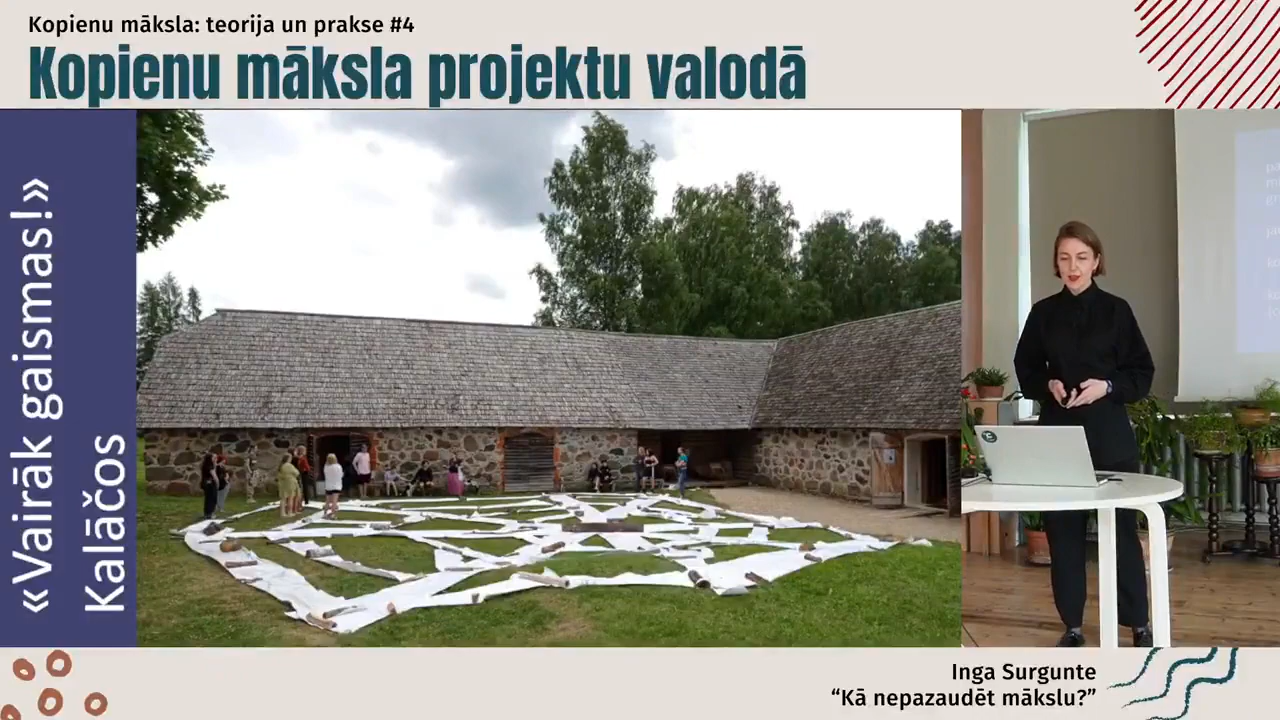 Kopienu māksla: teorija un prakse #4
Kopienu māksla projektu valodā
«Vairāk gaismas!»
Kalāčos
Inga Surgunte
“Kā nepazaudēt mākslu?”